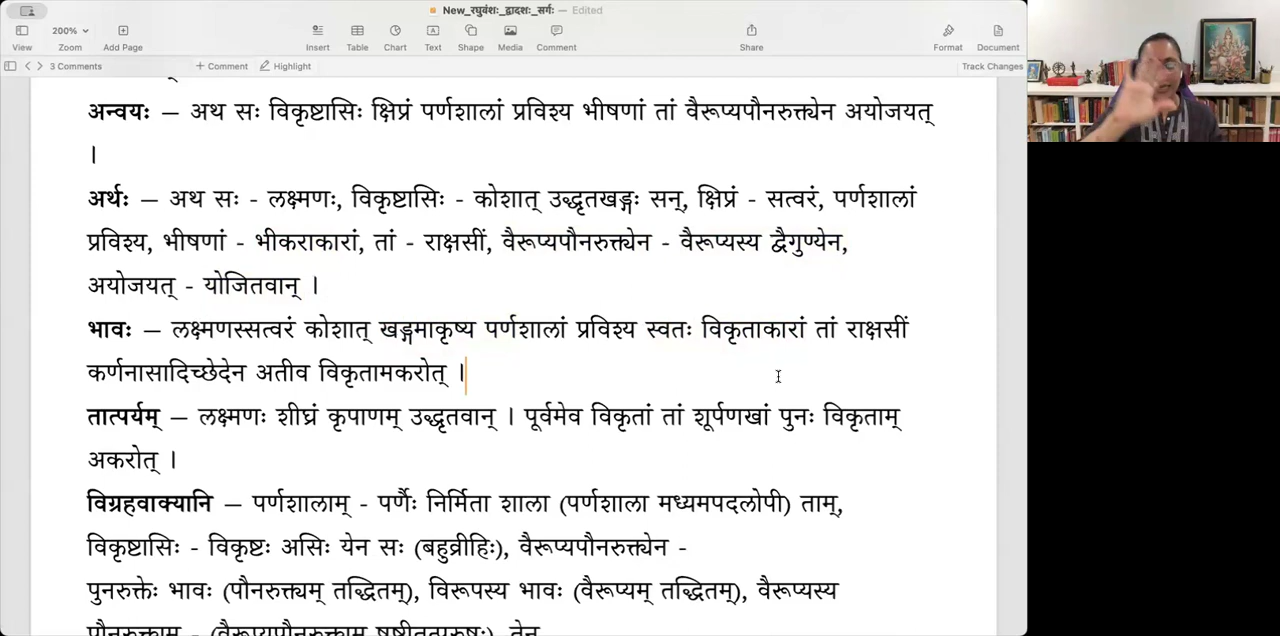 New_रघुवंशः_द्वादशः_सर्गः — Edited
200%
View Zoom Add Page Insert Table Chart Text Shape Media Comment Share Format Document
3 Comments + Comment Highlight Track Changes
अन्वयः — अथ सः विकृष्टासिः क्षिप्रं पर्णशालां प्रविश्य भीषणां तां वैरूप्यपौनरुक्त्येन अयोजयत्
।
अर्थः — अथ सः - लक्ष्मणः, विकृष्टासिः - कोशात् उद्धृतखड्गः सन्, क्षिप्रं - सत्वरं, पर्णशालां
प्रविश्य, भीषणां - भीकराकारां, तां - राक्षसीं, वैरूप्यपौनरुक्त्येन - वैरूप्यस्य द्वैगुण्येन,
अयोजयत् - योजितवान् ।
भावः — लक्ष्मणस्सत्वरं कोशात् खड्गमाकृष्य पर्णशालां प्रविश्य स्वतः विकृताकारां तां राक्षसीं
कर्णनासादिच्छेदेन अतीव विकृतामकरोत् ।
तात्पर्यम् — लक्ष्मणः शीघ्रं कृपाणम् उद्धृतवान् । पूर्वमेव विकृतां तां शूर्पणखां पुनः विकृताम्
अकरोत् ।
विग्रहवाक्यानि — पर्णशालाम् - पर्णैः निर्मिता शाला (पर्णशाला मध्यमपदलोपी) ताम्,
विकृष्टासिः - विकृष्टः असिः येन सः (बहुव्रीहिः), वैरूप्यपौनरुक्त्येन -
पुनरुक्तेः भावः (पौनरुक्त्यम् तद्धितम्), विरूपस्य भावः (वैरूप्यम् तद्धितम्), वैरूप्यस्य